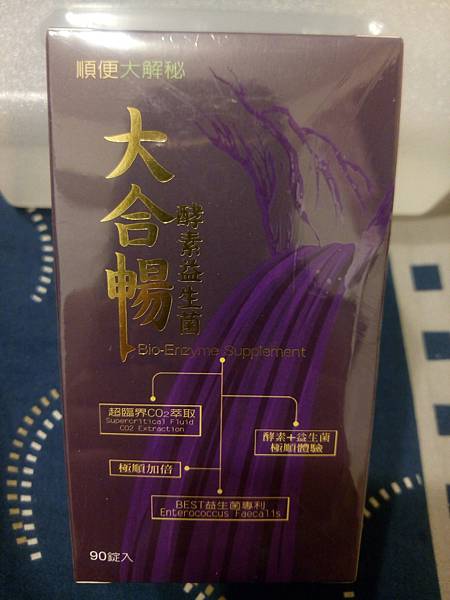 順便大解秘
大合暢
酵素益生菌
Bio-Enzyme Supplement
超臨界CO2萃取
Supercritical Fluid
CO2 Extraction
酵素+益生菌
極順體驗
極順加倍
BEST益生菌專利
Enterococcus Faecalis
90錠入